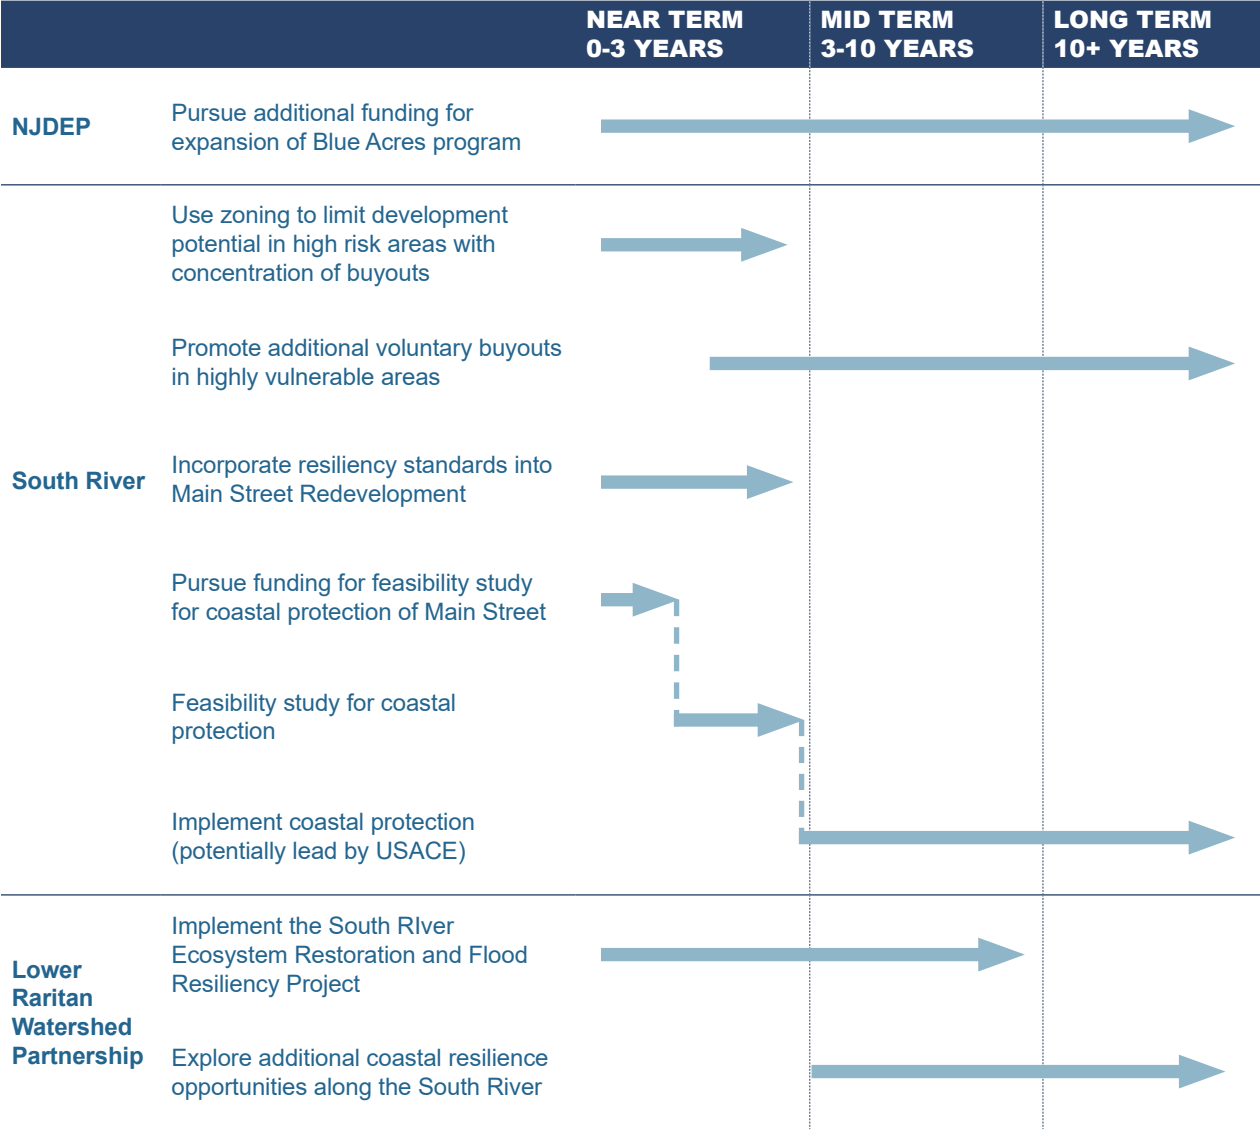 NEAR TERM
0-3 YEARS
MID TERM
3-10 YEARS
LONG TERM
10+ YEARS
NJDEP
Pursue additional funding for
expansion of Blue Acres program
South River
Use zoning to limit development
potential in high risk areas with
concentration of buyouts
Promote additional voluntary buyouts
in highly vulnerable areas
Incorporate resiliency standards into
Main Street Redevelopment
Pursue funding for feasibility study
for coastal protection of Main Street
Feasibility study for coastal
protection
Implement coastal protection
(potentially lead by USACE)
Lower
Raritan
Watershed
Partnership
Implement the South RIver
Ecosystem Restoration and Flood
Resiliency Project
Explore additional coastal resilience
opportunities along the South River